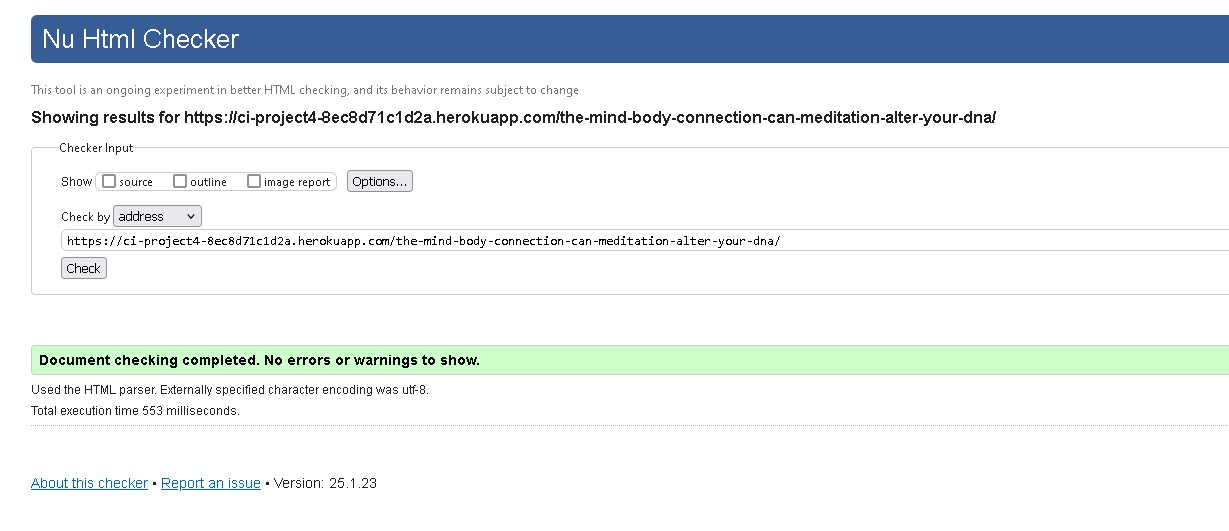 Nu Html Checker
This tool is an ongoing experiment in better HTML checking, and its behavior remains subject to change
Showing results for https://ci-project4-8ec8d71c1d2a.herokuapp.com/the-mind-body-connection-can-meditation-alter-your-dna/
Checker Input
Show source outline image report Options...
Check by address
https://ci-project4-8ec8d71c1d2a.herokuapp.com/the-mind-body-connection-can-meditation-alter-your-dna/
Check
Document checking completed. No errors or warnings to show.
Used the HTML parser. Externally specified character encoding was utf-8.
Total execution time 553 milliseconds.
About this checker • Report an issue • Version: 25.1.23